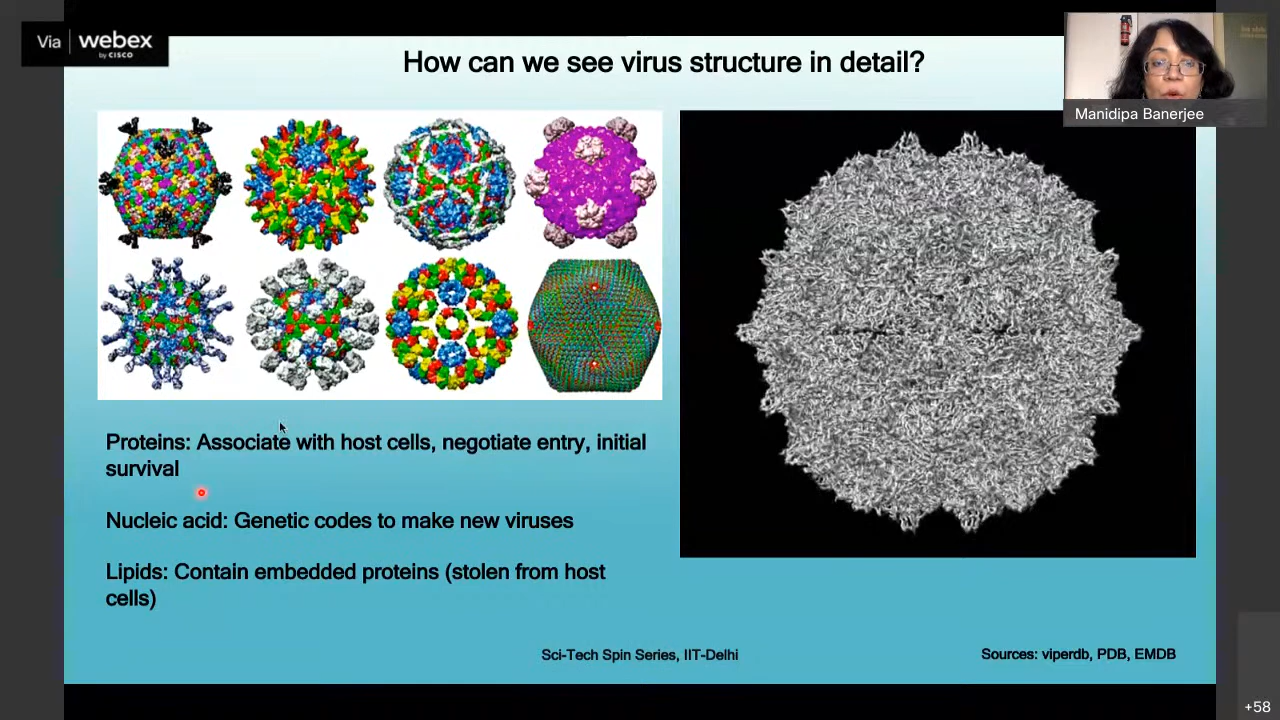 Via webex
by CISCO
How can we see virus structure in detail?
Manidipa Banerjee
Proteins: Associate with host cells, negotiate entry, initial
survival
Nucleic acid: Genetic codes to make new viruses
Lipids: Contain embedded proteins (stolen from host
cells)
Sci-Tech Spin Series, IIT-Delhi
Sources: viperdb, PDB, EMDB
+58